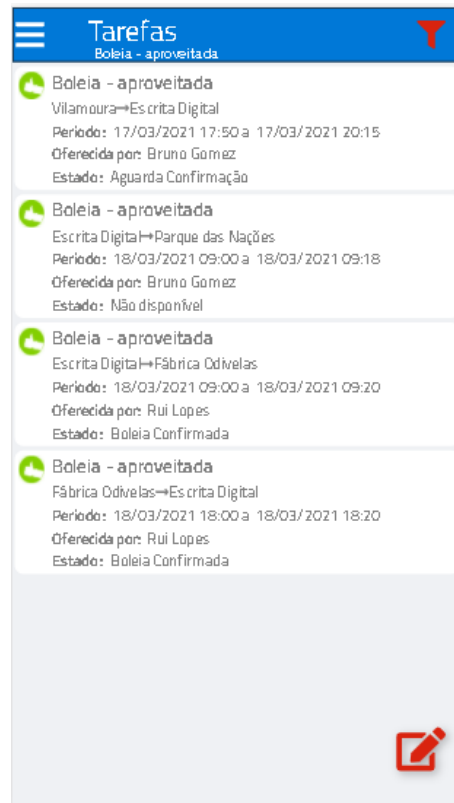 Tarefas
Boleia - aproveitada
Boleia - aproveitada
Vilamoura→Escrita Digital
Periodo: 17/03/2021 17:50 a 17/03/2021 20:15
Oferecida por: Bruno Gomez
Estado: Aguarda Confirmação
Boleia - aproveitada
Escrita Digital→Parque das Nações
Periodo: 18/03/2021 09:00 a 18/03/2021 09:18
Oferecida por: Bruno Gomez
Estado: Não disponível
Boleia - aproveitada
Escrita Digital→Fábrica Odivelas
Periodo: 18/03/2021 09:00 a 18/03/2021 09:20
Oferecida por: Rui Lopes
Estado: Boleia Confirmada
Boleia - aproveitada
Fábrica Odivelas→Escrita Digital
Periodo: 18/03/2021 18:00 a 18/03/2021 18:20
Oferecida por: Rui Lopes
Estado: Boleia Confirmada